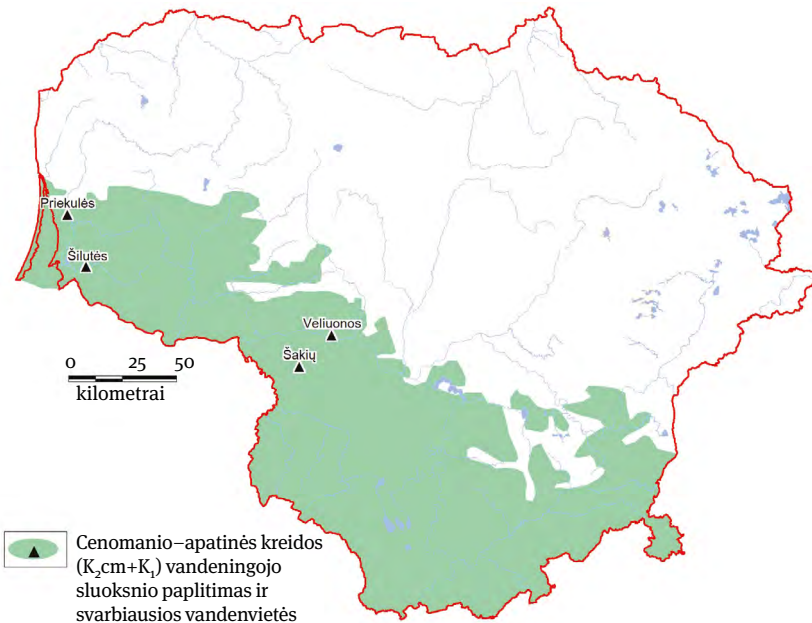 Priekulės
Šilutės
Veliuonos
Šakių
0 25 50
kilometrai
Cenomanio–apatinės kreidos
(K₂cm+K₁) vandeningojo
sluoksnio paplitimas ir
svarbiausios vandenvietės